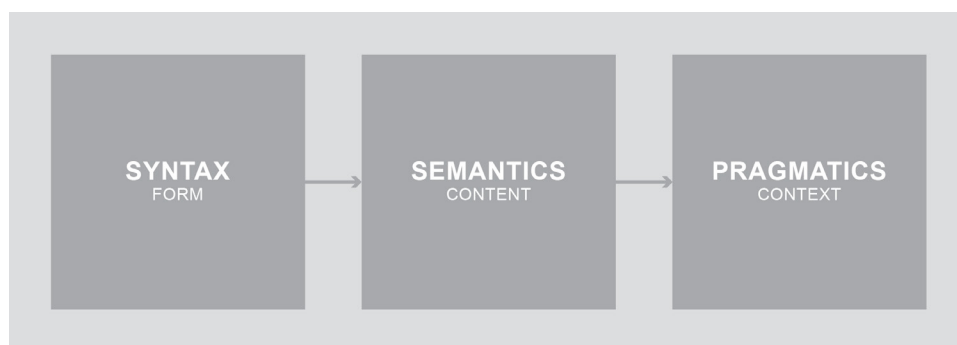 SYNTAX
FORM
SEMANTICS
CONTENT
PRAGMATICS
CONTEXT